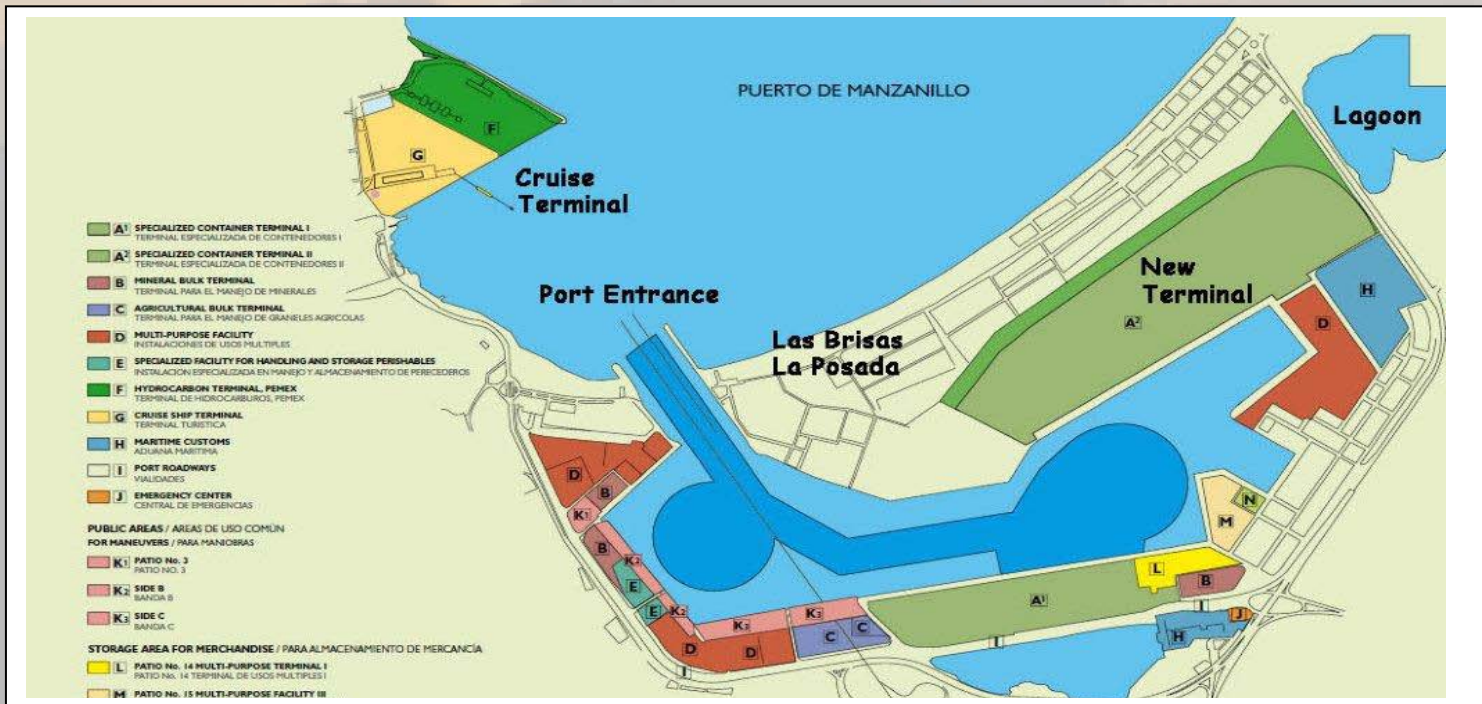 PUERTO DE MANZANILLO
Lagoon
F
G
Cruise
Terminal
A1 SPECIALIZED CONTAINER TERMINAL I
TERMINAL ESPECIALIZADA DE CONTENEDORES I
A2 SPECIALIZED CONTAINER TERMINAL II
TERMINAL ESPECIALIZADA DE CONTENEDORES II
B MINERAL BULK TERMINAL
TERMINAL PARA EL MANEJO DE MINERALES
C AGRICULTURAL BULK TERMINAL
TERMINAL PARA EL MANEJO DE GRANELES AGRICOLAS
D MULTI-PURPOSE FACILITY
INSTALACIONES DE USOS MULTIPLES
E SPECIALIZED FACILITY FOR HANDLING AND STORAGE PERISHABLES
INSTALACION ESPECIALIZADA EN MANEJO Y ALMACENAMIENTO DE PERECEDEROS
F HYDROCARBON TERMINAL, PEMEX
TERMINAL DE HIDROCARBUROS, PEMEX
G CRUISE SHIP TERMINAL
TERMINAL TURISTICA
H MARITIME CUSTOMS
ADUANA MARITIMA
I PORT ROADWAYS
VIALIDADES
J EMERGENCY CENTER
CENTRAL DE EMERGENCIAS
PUBLIC AREAS / AREAS DE USO COMÚN
FOR MANEUVERS / PARA MANIOBRAS
K1 PATIO No. 3
PATIO NO. 3
K2 SIDE B
BANDA B
K3 SIDE C
BANDA C
STORAGE AREA FOR MERCHANDISE / PARA ALMACENAMIENTO DE MERCANCÍA
L PATIO No. 14 MULTI-PURPOSE TERMINAL I
PATIO No. 14 TERMINAL DE USOS MULTIPLES I
M PATIO No. 15 MULTI-PURPOSE FACILITY III
Port Entrance
Las Brisas
La Posada
New
Terminal
A2
H
D
D
B
K1
B
K2
E
E
K2
K3
K3
D
D
C
C
I
A1
I
L
B
M
N
I
J
H